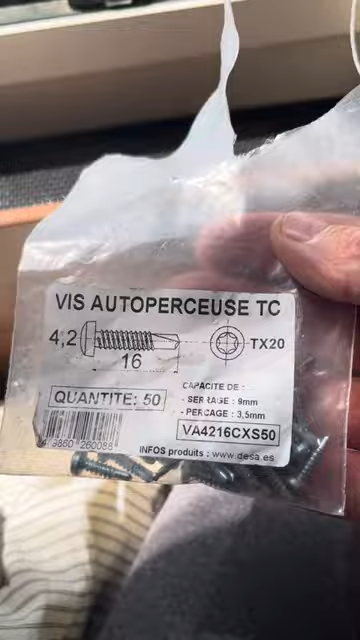 VIS AUTOPERCEUSE TC
4,2
16
TX20
QUANTITE: 50
CAPACITE DE :
- SERRAGE : 9mm
- PERCAGE : 3,5mm
VA4216CXS50
INFOS produits : www.desa.es